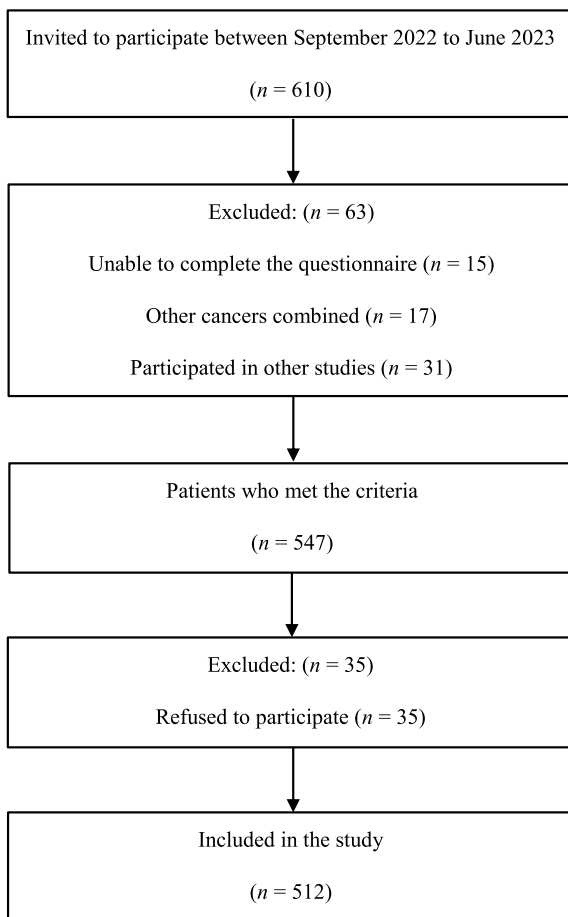 Invited to participate between September 2022 to June 2023
(n = 610)
Excluded: (n = 63)
Unable to complete the questionnaire (n = 15)
Other cancers combined (n = 17)
Participated in other studies (n = 31)
Patients who met the criteria
(n = 547)
Excluded: (n = 35)
Refused to participate (n = 35)
Included in the study
(n = 512)